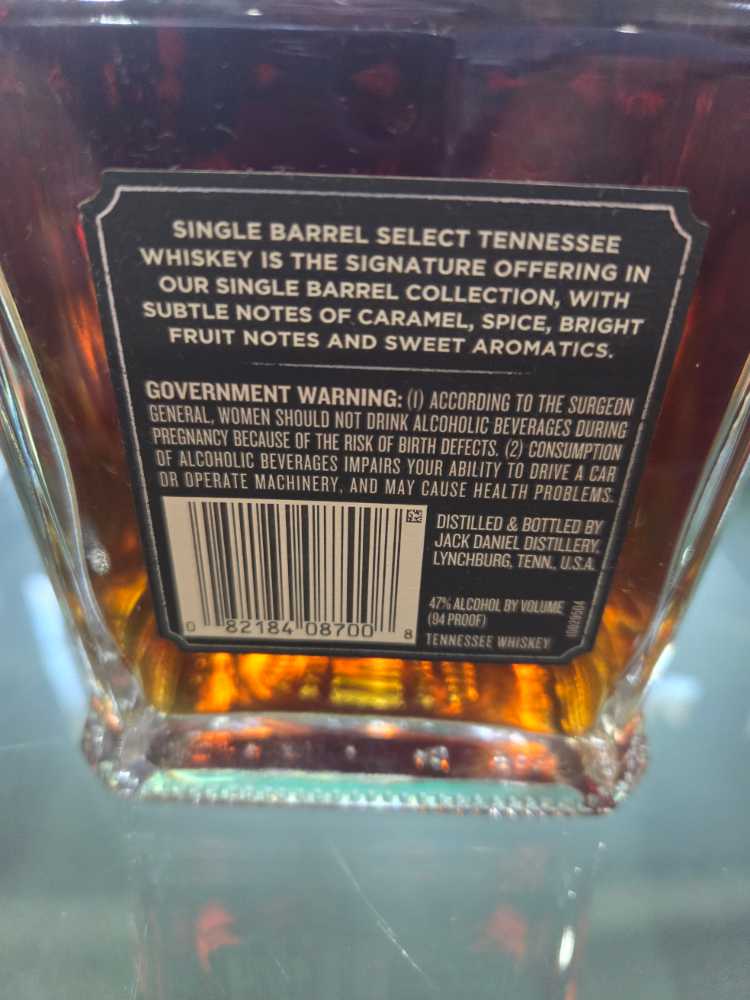 SINGLE BARREL SELECT TENNESSEE
WHISKEY IS THE SIGNATURE OFFERING IN
OUR SINGLE BARREL COLLECTION, WITH
SUBTLE NOTES OF CARAMEL, SPICE, BRIGHT
FRUIT NOTES AND SWEET AROMATICS.
GOVERNMENT WARNING: (1) ACCORDING TO THE SURGEON
GENERAL, WOMEN SHOULD NOT DRINK ALCOHOLIC BEVERAGES DURING
PREGNANCY BECAUSE OF THE RISK OF BIRTH DEFECTS. (2) CONSUMPTION
OF ALCOHOLIC BEVERAGES IMPAIRS YOUR ABILITY TO DRIVE A CAR
OR OPERATE MACHINERY, AND MAY CAUSE HEALTH PROBLEMS.
DISTILLED & BOTTLED BY
JACK DANIEL DISTILLERY,
LYNCHBURG, TENN., U.S.A.
47% ALCOHOL BY VOLUME
(94 PROOF)
TENNESSEE WHISKEY
0 82184 08700 8